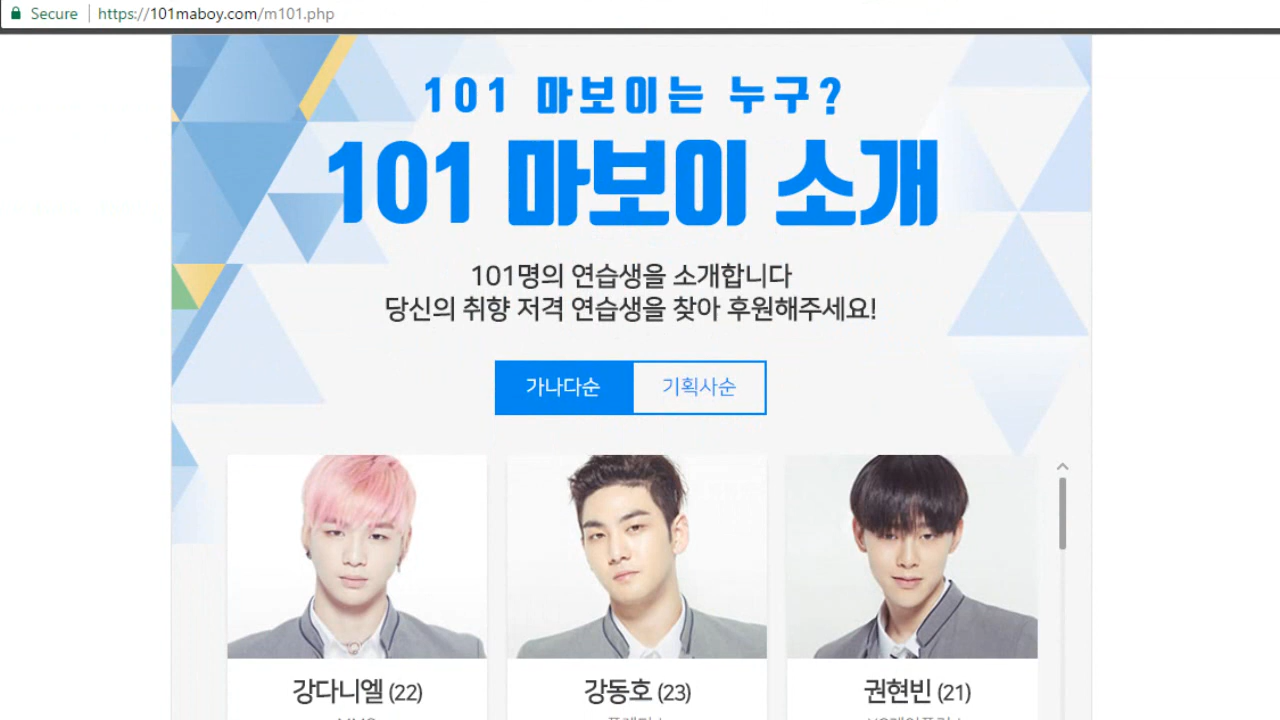 Secure https://101maboy.com/m101.php
101 마보이는 누구?
101 마보이 소개
101명의 연습생을 소개합니다
당신의 취향 저격 연습생을 찾아 후원해주세요!
가나다순 기획사순
강다니엘 (22) 강동호 (23) 권현빈 (21)